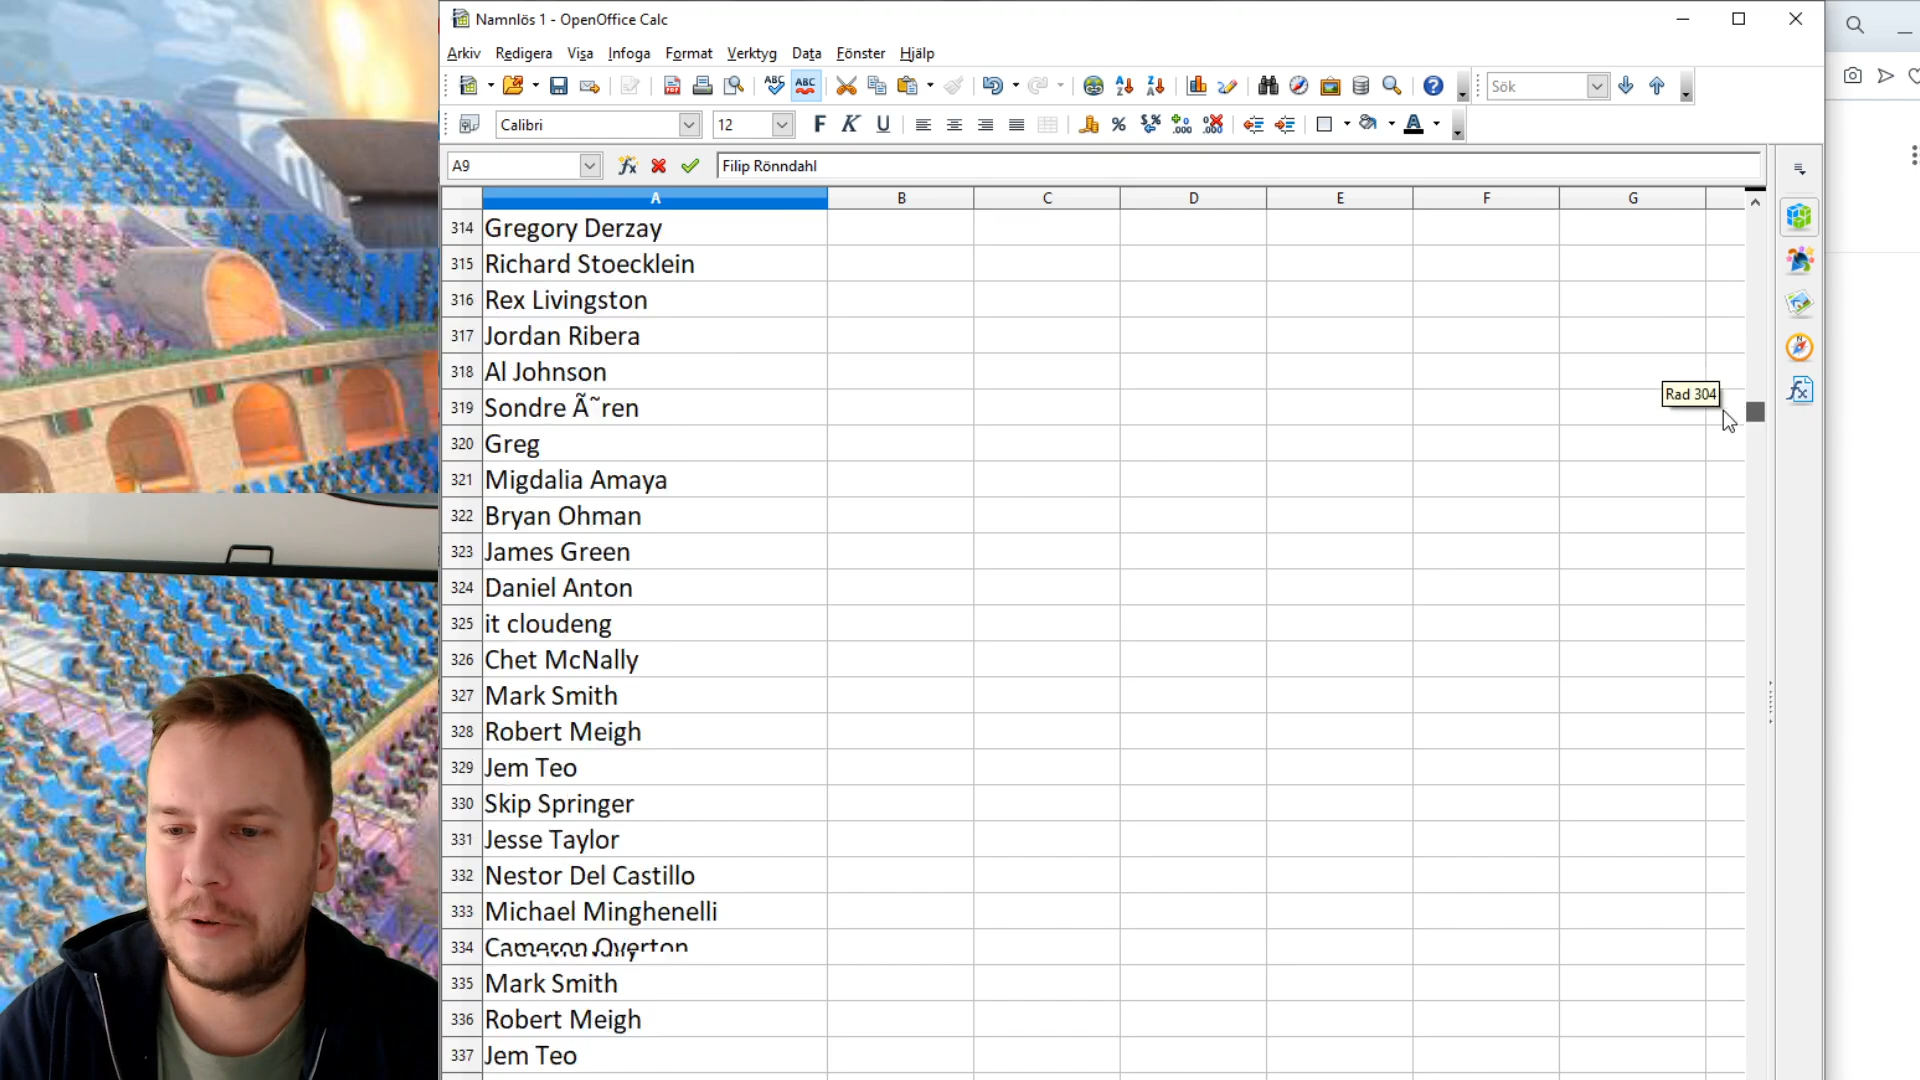 Namnlös 1 - OpenOffice Calc
Arkiv Redigera Visa Infoga Format Verktyg Data Fönster Hjälp
Sök
Calibri 12 F K U
A9 Filip Rönndahl
A B C D E F G
314 Gregory Derzay
315 Richard Stoecklein
316 Rex Livingston
317 Jordan Ribera
318 Al Johnson
Rad 304
319 Sondre Ã˜ren
320 Greg
321 Migdalia Amaya
322 Bryan Ohman
323 James Green
324 Daniel Anton
325 it cloudeng
326 Chet McNally
327 Mark Smith
328 Robert Meigh
329 Jem Teo
330 Skip Springer
331 Jesse Taylor
332 Nestor Del Castillo
333 Michael Minghenelli
334 Cameron Overton
335 Mark Smith
336 Robert Meigh
337 Jem Teo